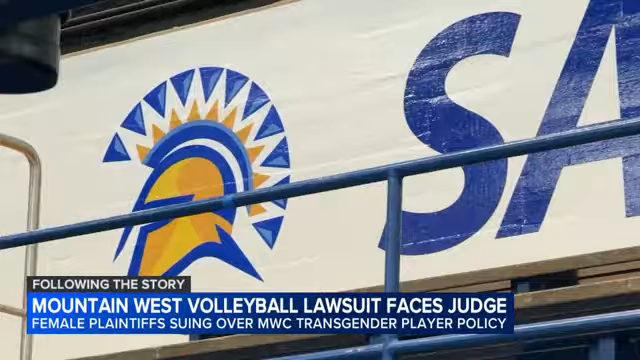 SA
FOLLOWING THE STORY
MOUNTAIN WEST VOLLEYBALL LAWSUIT FACES JUDGE
FEMALE PLAINTIFFS SUING OVER MWC TRANSGENDER PLAYER POLICY